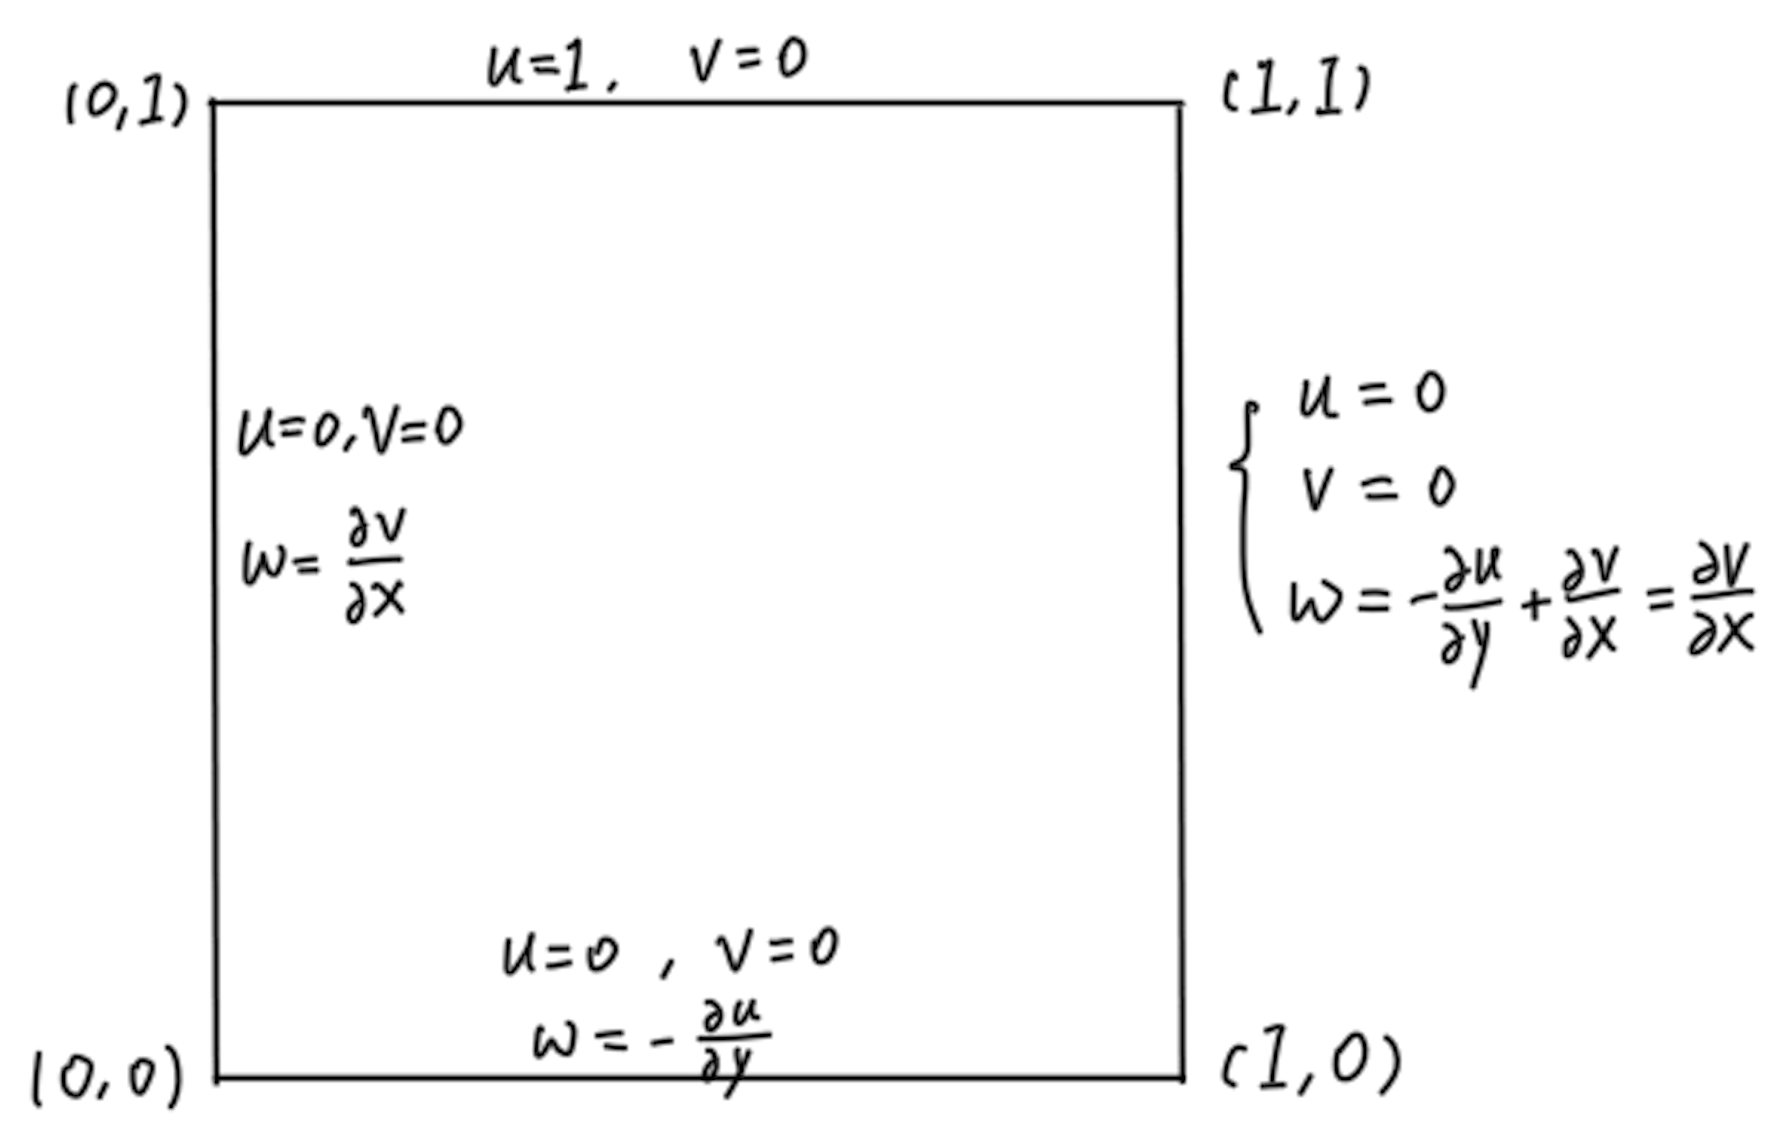 u=1, v=0
(0,1)
(1,1)
u=0, v=0
w= ∂v/∂x
u = 0
v = 0
w = -∂u/∂y + ∂v/∂x = ∂v/∂x
u=0, v=0
w = - ∂u/∂y
(0,0)
(1,0)